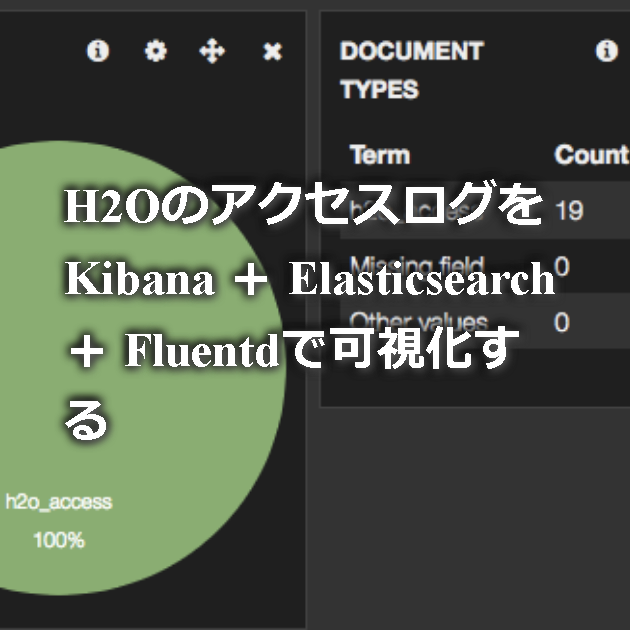 DOCUMENT
TYPES
Term Count
H2Oのアクセスログを
19
Kibana ＋ Elasticsearch
Missing field 0
＋ Fluentdで可視化す
Other values 0
る
h2o_access
100%